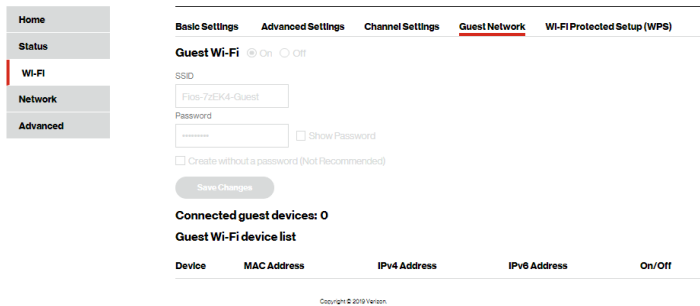 Home
Status
Wi-Fi
Network
Advanced
Basic Settings Advanced Settings Channel Settings Guest Network Wi-Fi Protected Setup (WPS)
Guest Wi-Fi On Off
SSID
Fios-7zEK4-Guest
Password
Show Password
Create without a password (Not Recommended)
Save Changes
Connected guest devices: 0
Guest Wi-Fi device list
Device MAC Address IPv4 Address IPv6 Address On/Off
Copyright © 2019 Verizon.